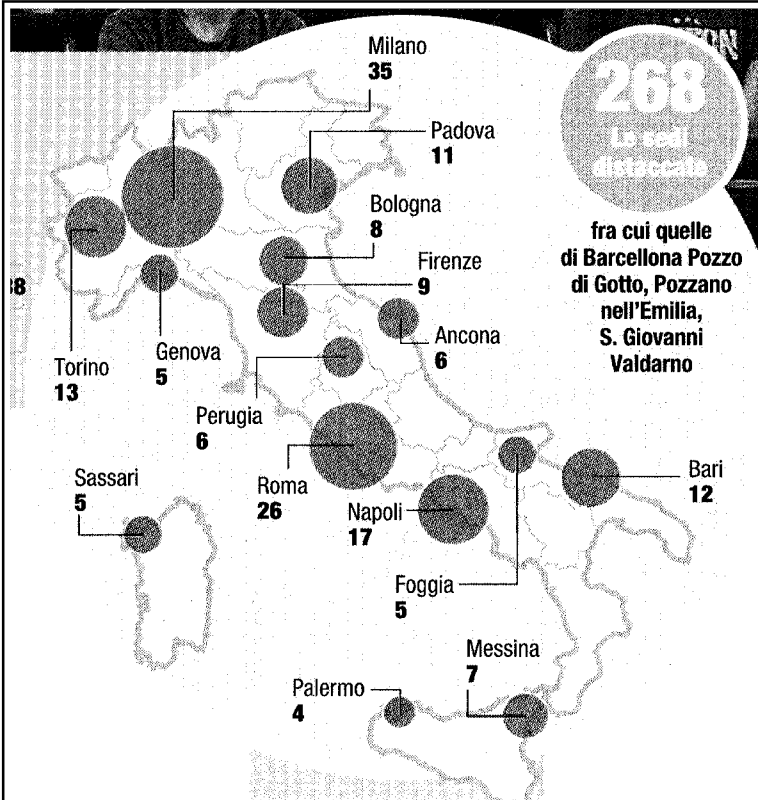 Milano
35
Padova
11
Bologna
8
Firenze
9
Ancona
6
Torino
13
Genova
5
Perugia
6
Roma
26
Napoli
17
Foggia
5
Bari
12
Sassari
5
Palermo
4
Messina
7
268
Le sedi
distaccate
fra cui quelle
di Barcellona Pozzo
di Gotto, Pozzano
nell'Emilia,
S. Giovanni
Valdarno